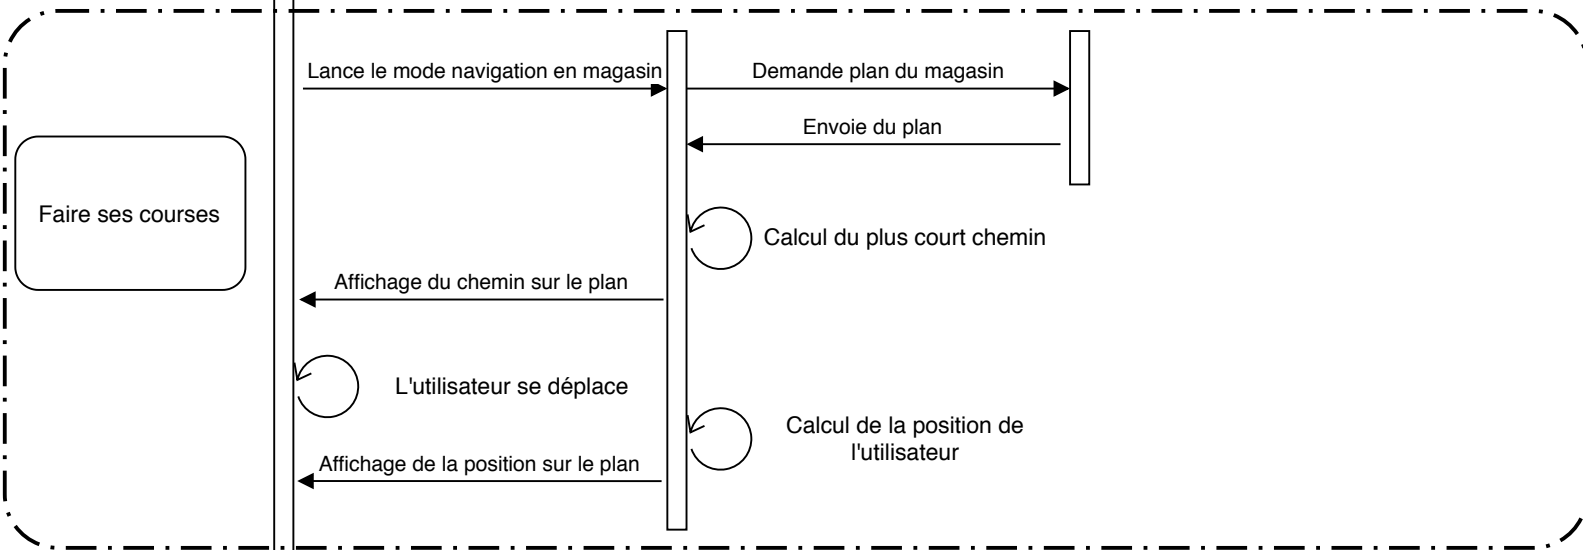 Lance le mode navigation en magasin
Demande plan du magasin
Envoie du plan
Faire ses courses
Calcul du plus court chemin
Affichage du chemin sur le plan
L'utilisateur se déplace
Calcul de la position de
l'utilisateur
Affichage de la position sur le plan